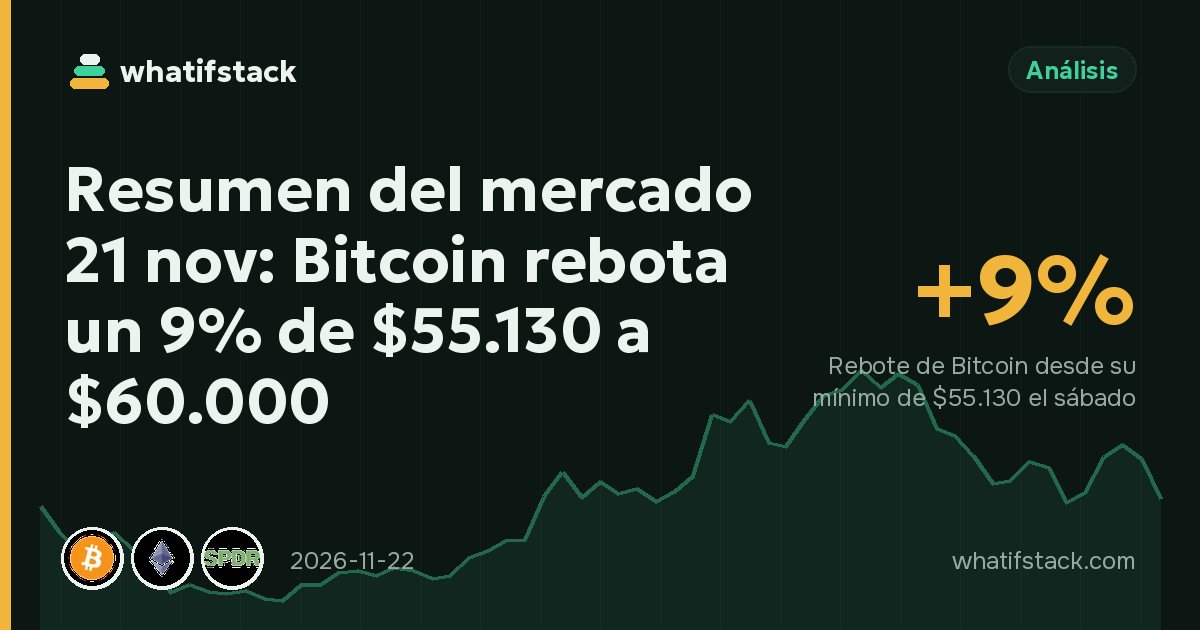 whatifstack
Análisis
Resumen del mercado
21 nov: Bitcoin rebota
un 9% de $55.130 a
$60.000
+9%
Rebote de Bitcoin desde su
mínimo de $55.130 el sábado
SPDR
2026-11-22
whatifstack.com